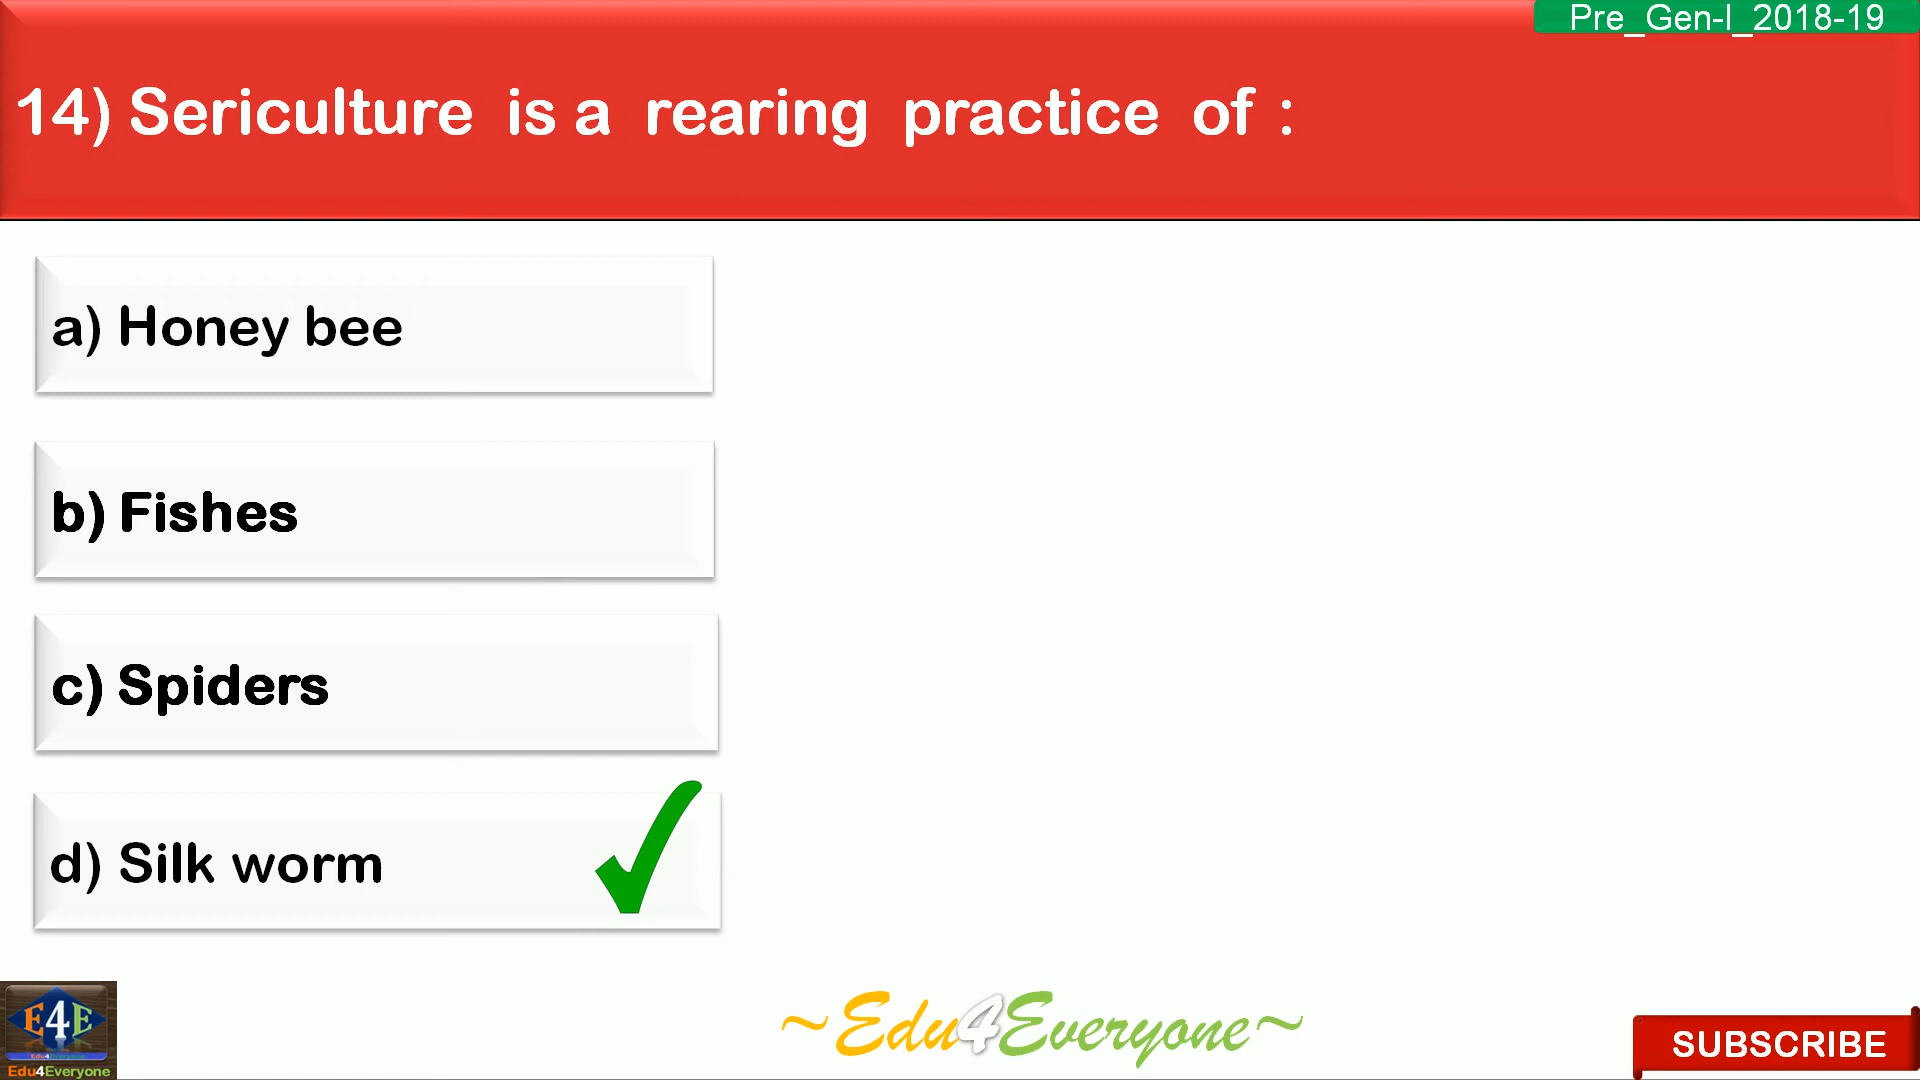 Pre_Gen-I_2018-19
14) Sericulture is a rearing practice of :
a) Honey bee
b) Fishes
c) Spiders
d) Silk worm
E4E
Edu4Everyone
Edu4Everyone
~Edu4Everyone~
SUBSCRIBE